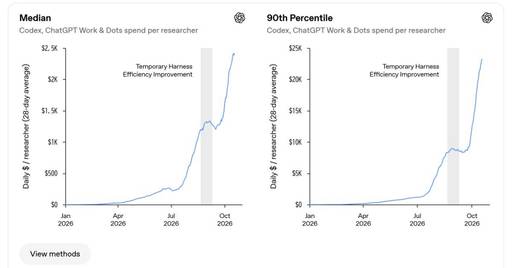 Median
Codex, ChatGPT Work & Dots spend per researcher
Daily $ / researcher (28-day average)
$2.5K
$2K
$1.5K
$1K
$500
$0
Temporary Harness
Efficiency Improvement
Jan 2026
Apr 2026
Jul 2026
Oct 2026
90th Percentile
Codex, ChatGPT Work & Dots spend per researcher
Daily $ / researcher (28-day average)
$25K
$20K
$15K
$10K
$5K
$0
Temporary Harness
Efficiency Improvement
Jan 2026
Apr 2026
Jul 2026
Oct 2026
View methods